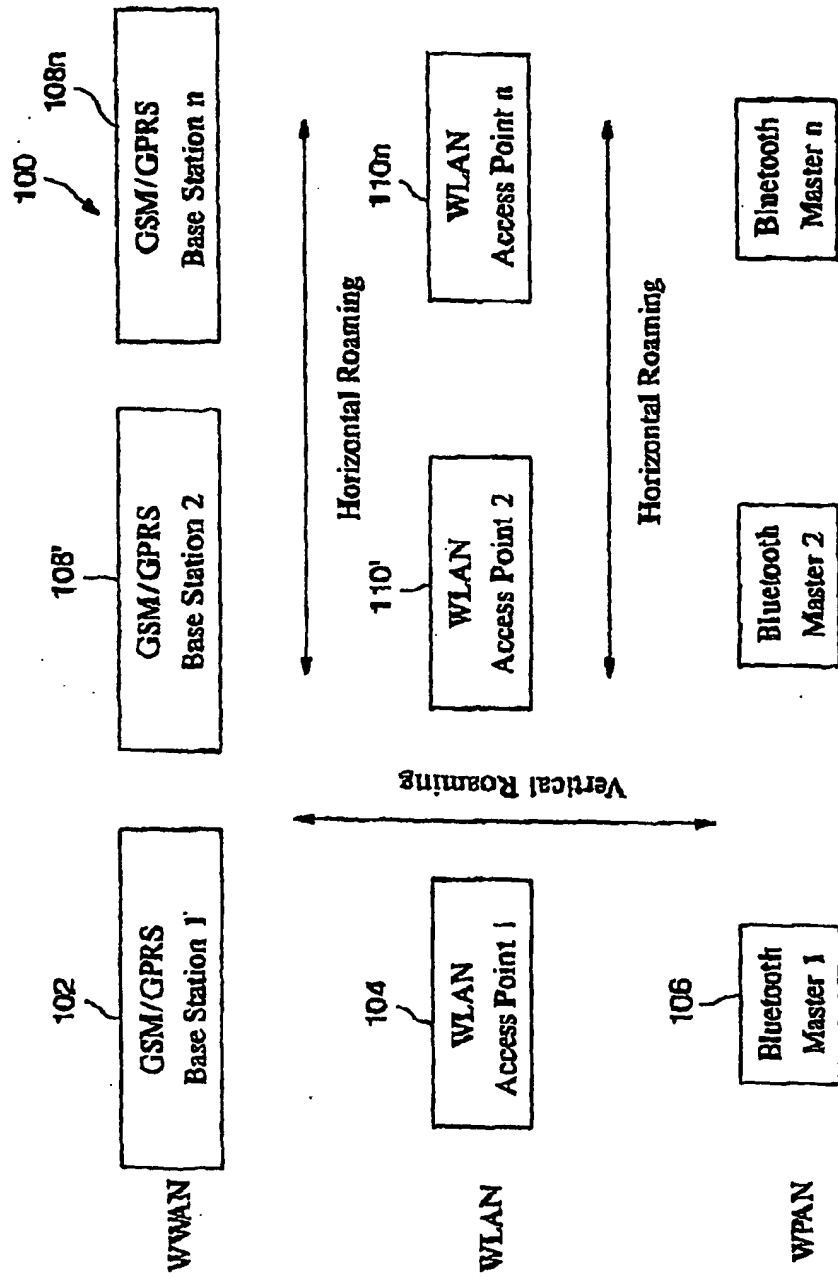 100
102
108'
108n
WWAN
GSM/GPRS
Base Station 1
GSM/GPRS
Base Station 2
GSM/GPRS
Base Station n
Horizontal Roaming
Vertical Roaming
104
110'
110n
WLAN
WLAN
Access Point 1
WLAN
Access Point 2
WLAN
Access Point n
Horizontal Roaming
106
WPAN
Bluetooth
Master 1
Bluetooth
Master 2
Bluetooth
Master n